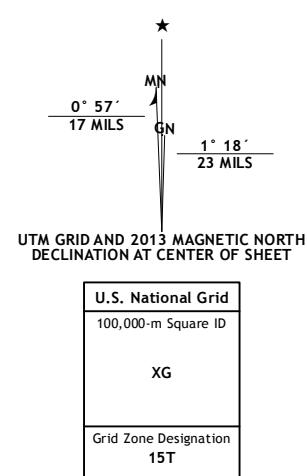 MN
0° 57´
17 MILS
GN
1° 18´
23 MILS
UTM GRID AND 2013 MAGNETIC NORTH
DECLINATION AT CENTER OF SHEET
U.S. National Grid
100,000-m Square ID
XG
Grid Zone Designation
15T